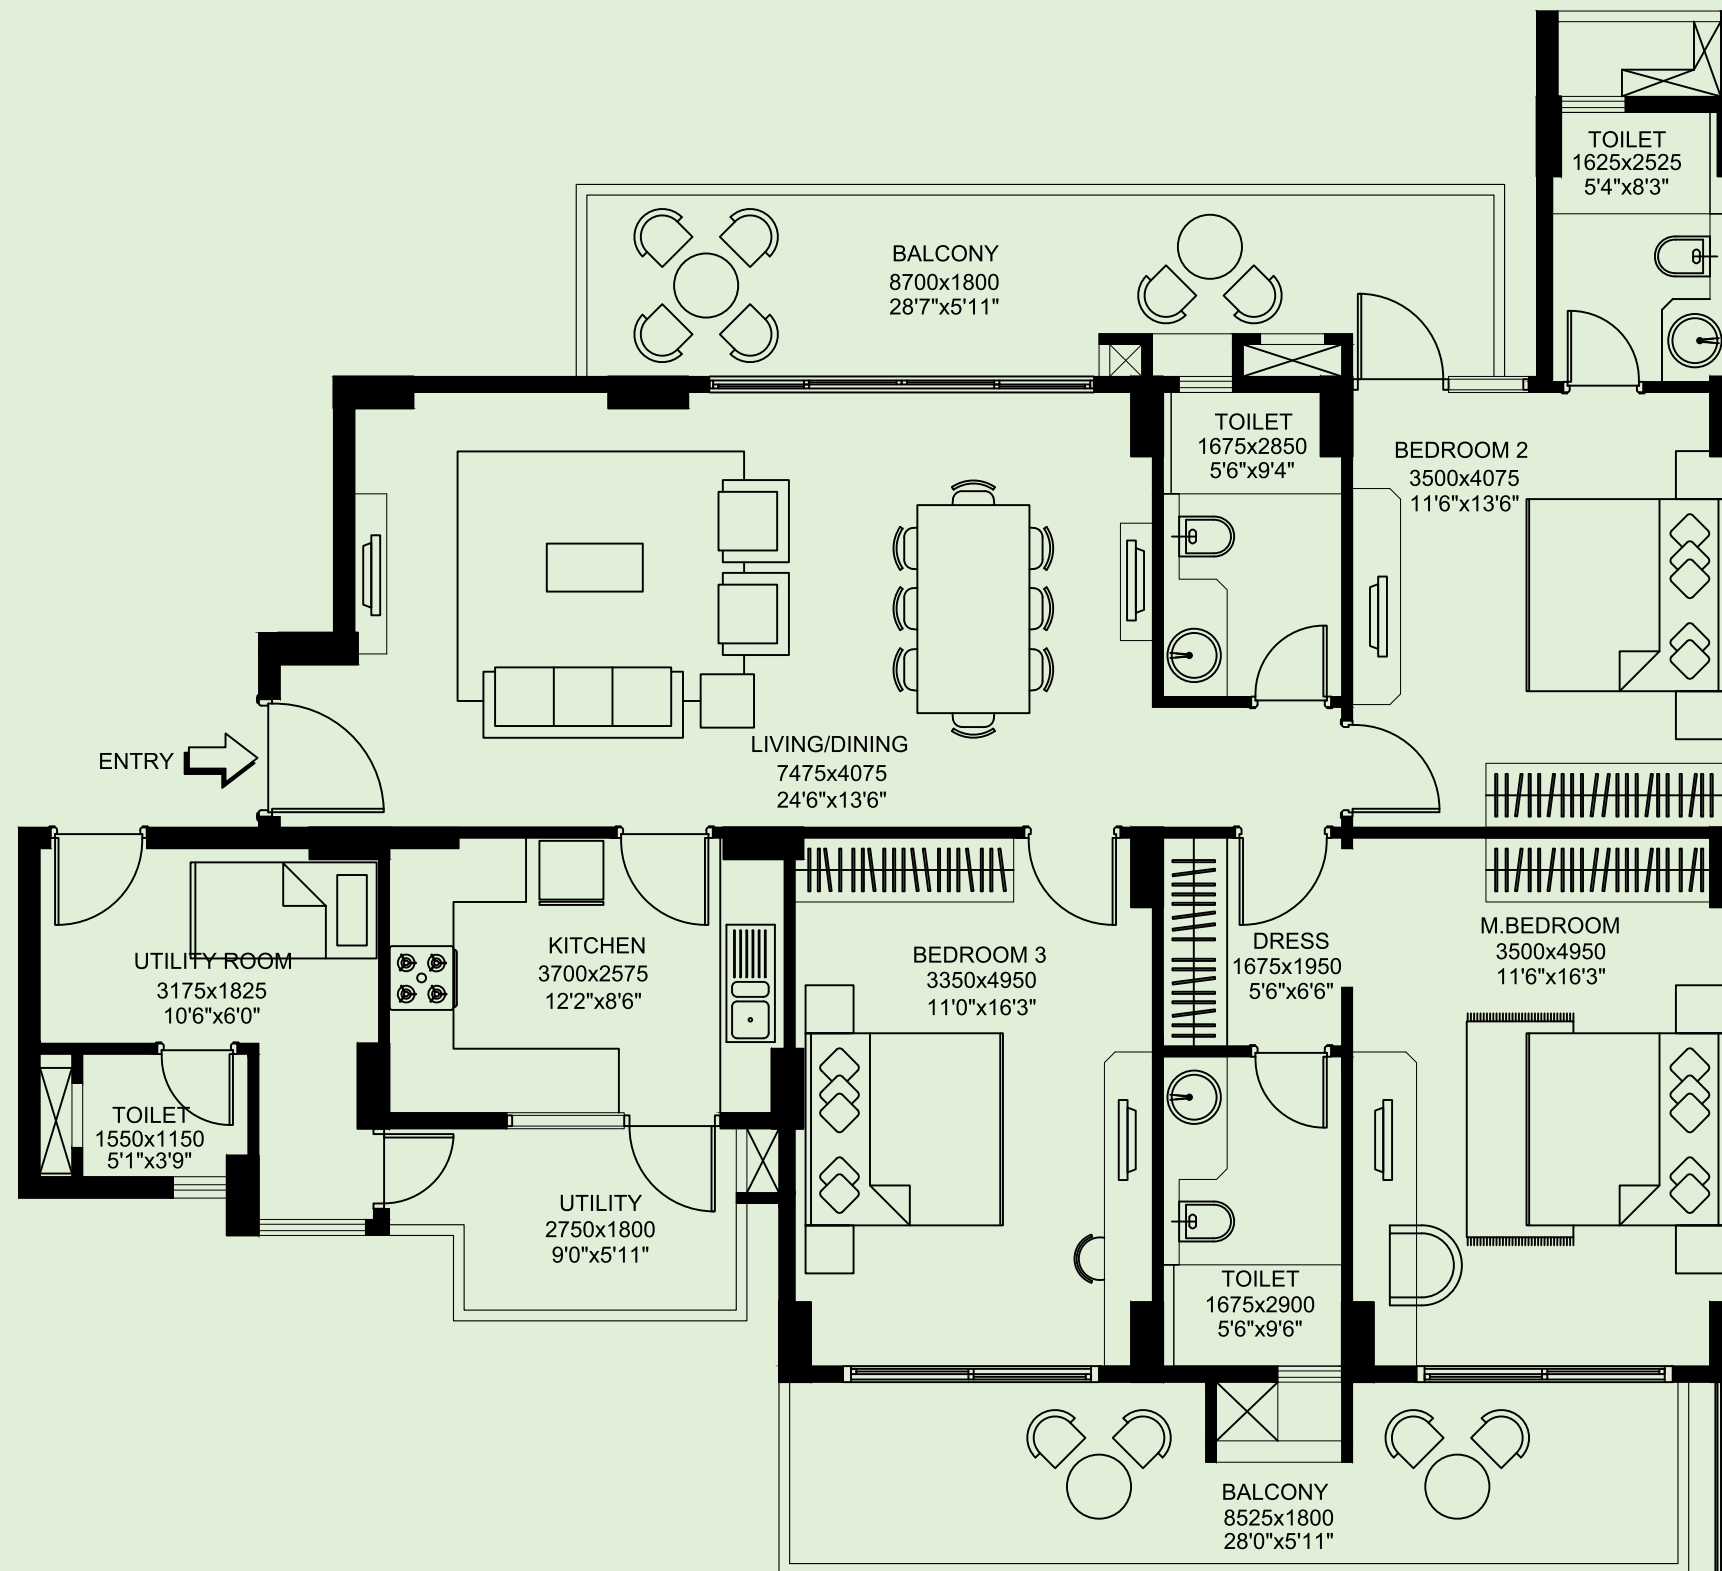 TOILET
1625x2525
5'4"x8'3"
BALCONY
8700x1800
28'7"x5'11"
TOILET
1675x2850
5'6"x9'4"
BEDROOM 2
3500x4075
11'6"x13'6"
ENTRY
LIVING/DINING
7475x4075
24'6"x13'6"
UTILITY ROOM
3175x1825
10'6"x6'0"
KITCHEN
3700x2575
12'2"x8'6"
BEDROOM 3
3350x4950
11'0"x16'3"
DRESS
1675x1950
5'6"x6'6"
M.BEDROOM
3500x4950
11'6"x16'3"
TOILET
1550x1150
5'1"x3'9"
UTILITY
2750x1800
9'0"x5'11"
TOILET
1675x2900
5'6"x9'6"
BALCONY
8525x1800
28'0"x5'11"